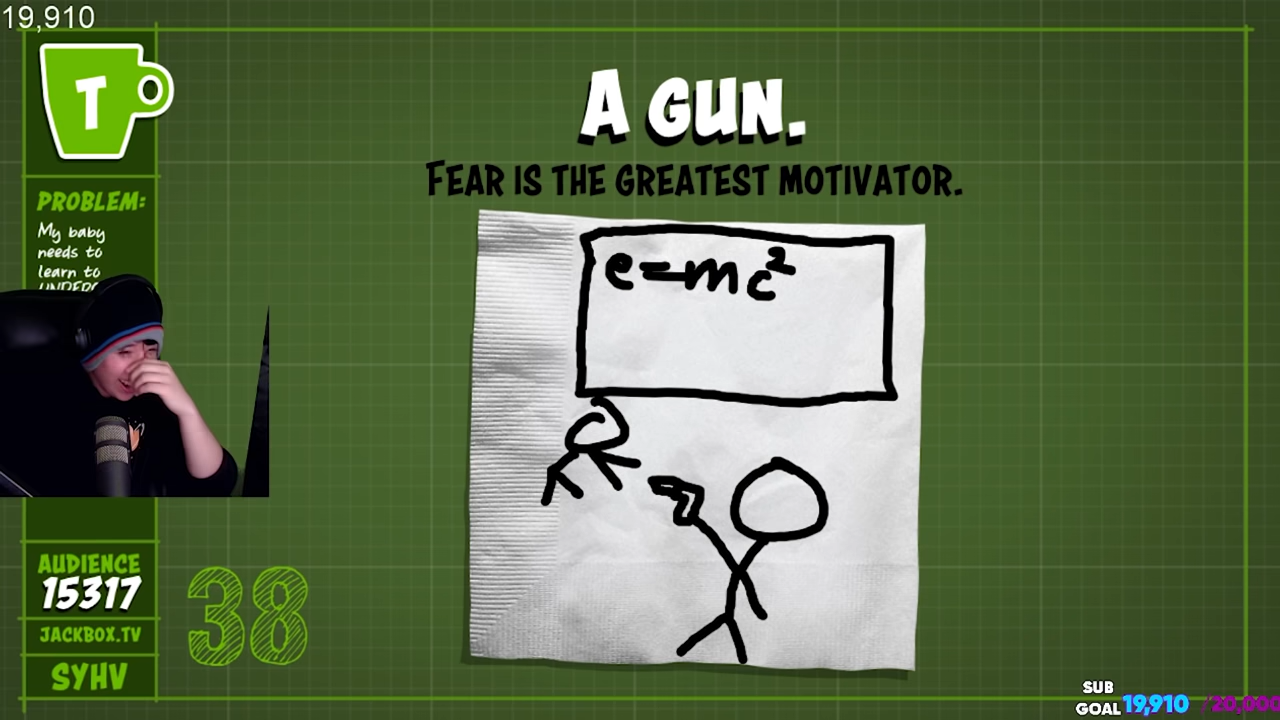 19,910
T
A GUN.
FEAR IS THE GREATEST MOTIVATOR.
PROBLEM:
My baby
needs to
learn to
e=mc²
AUDIENCE
15317
38
JACKBOX.TV
SYHV
SUB
GOAL 19,910 / 20,000